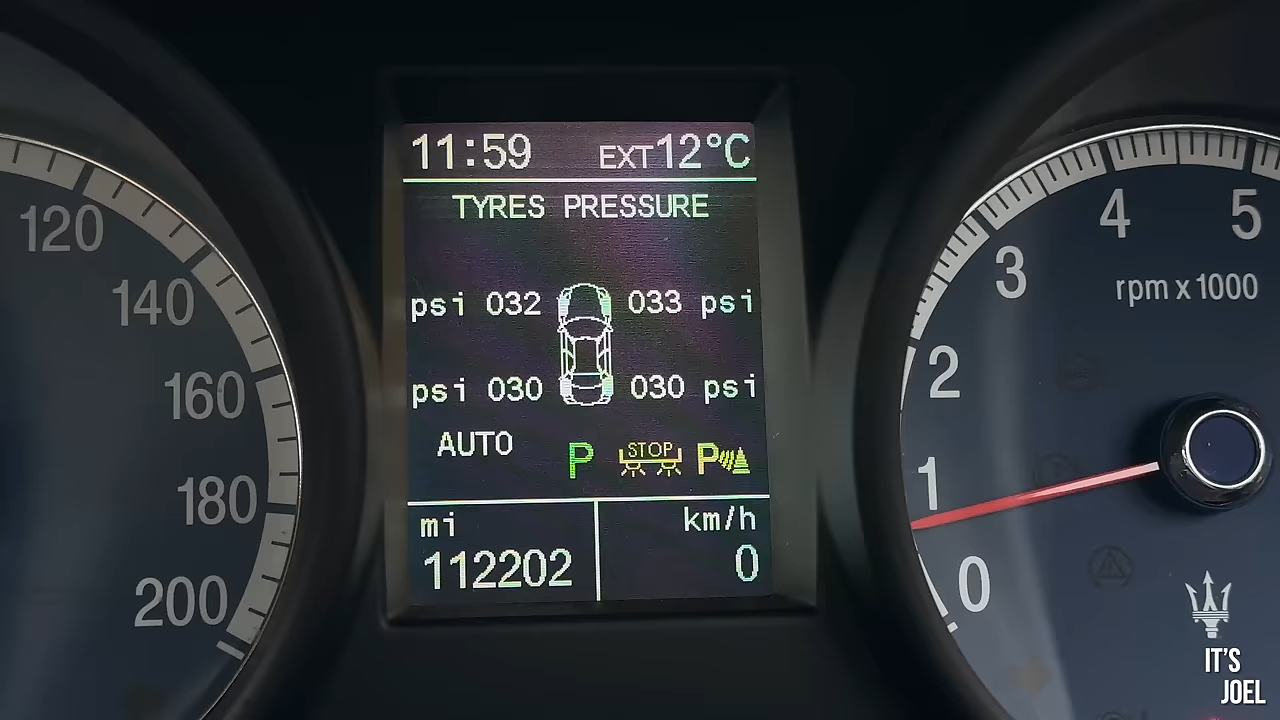 11:59 EXT12°C
TYRES PRESSURE
psi 032 033 psi
psi 030 030 psi
AUTO P STOP P
mi km/h
112202 0
120
140
160
180
200
0
1
2
3
4
5
rpm x 1000
IT'S
JOEL